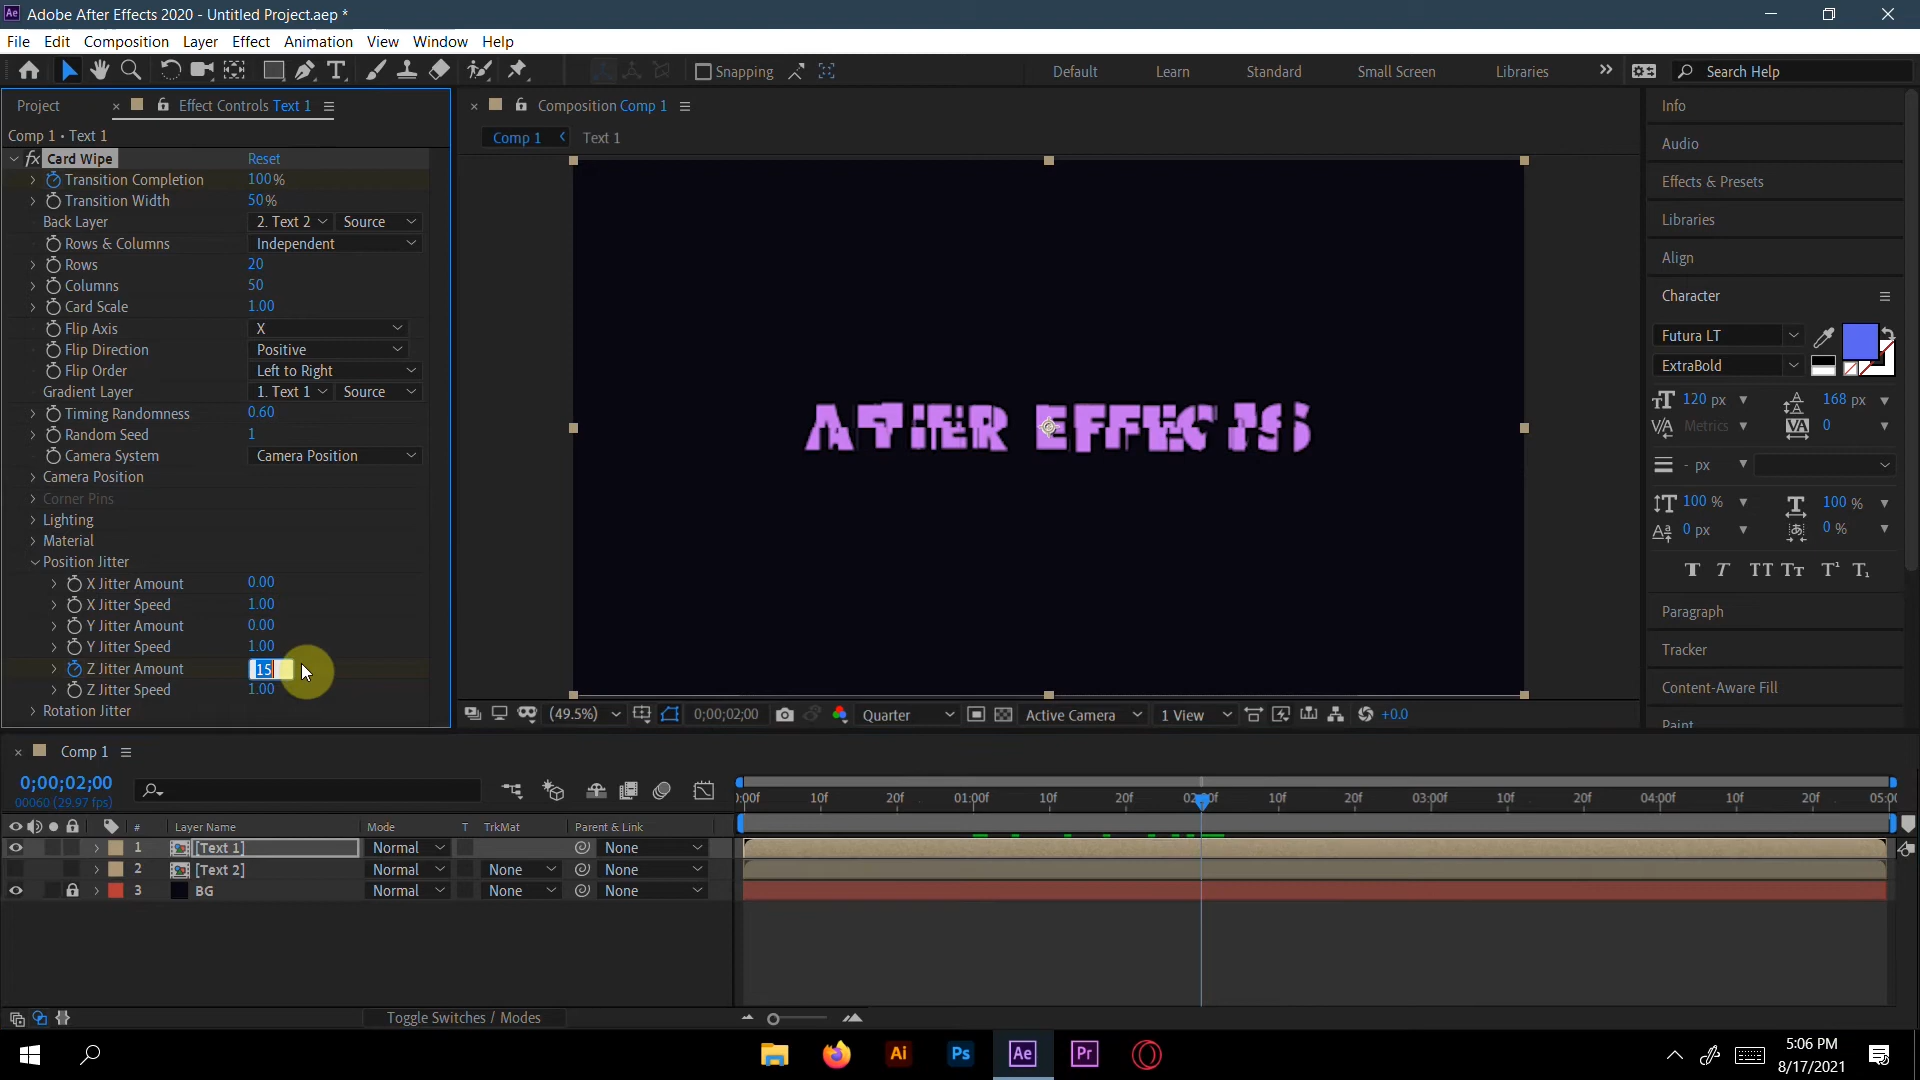 Ae Adobe After Effects 2020 - Untitled Project.aep *
File Edit Composition Layer Effect Animation View Window Help
Snapping
Default Learn Standard Small Screen Libraries
Search Help
Project
Effect Controls Text 1
Comp 1 • Text 1
fx Card Wipe Reset
Transition Completion 100%
Transition Width 50%
Back Layer 2. Text 2 Source
Rows & Columns Independent
Rows 20
Columns 50
Card Scale 1.00
Flip Axis X
Flip Direction Positive
Flip Order Left to Right
Gradient Layer 1. Text 1 Source
Timing Randomness 0.60
Random Seed 1
Camera System Camera Position
Camera Position
Corner Pins
Lighting
Material
Position Jitter
X Jitter Amount 0.00
X Jitter Speed 1.00
Y Jitter Amount 0.00
Y Jitter Speed 1.00
Z Jitter Amount 15
Z Jitter Speed 1.00
Rotation Jitter
Composition Comp 1
Comp 1 Text 1
AFTER EFFECTS
(49.5%) 0;00;02;00 Quarter Active Camera 1 View +0.0
Info
Audio
Effects & Presets
Libraries
Align
Character
Futura LT
ExtraBold
120 px 168 px
Metrics 0
- px
100 % 100 %
0 px 0 %
T T TT Tt T¹ T₁
Paragraph
Tracker
Content-Aware Fill
Paint
Comp 1
0;00;02;00
00060 (29.97 fps)
# Layer Name Mode T TrkMat Parent & Link
1 [Text 1] Normal None
2 [Text 2] Normal None None
3 BG Normal None None
):00f 10f 20f 01:00f 10f 20f 02:00f 10f 20f 03:00f 10f 20f 04:00f 10f 20f 05:00
Toggle Switches / Modes
Ai Ps Ae Pr
5:06 PM
8/17/2021